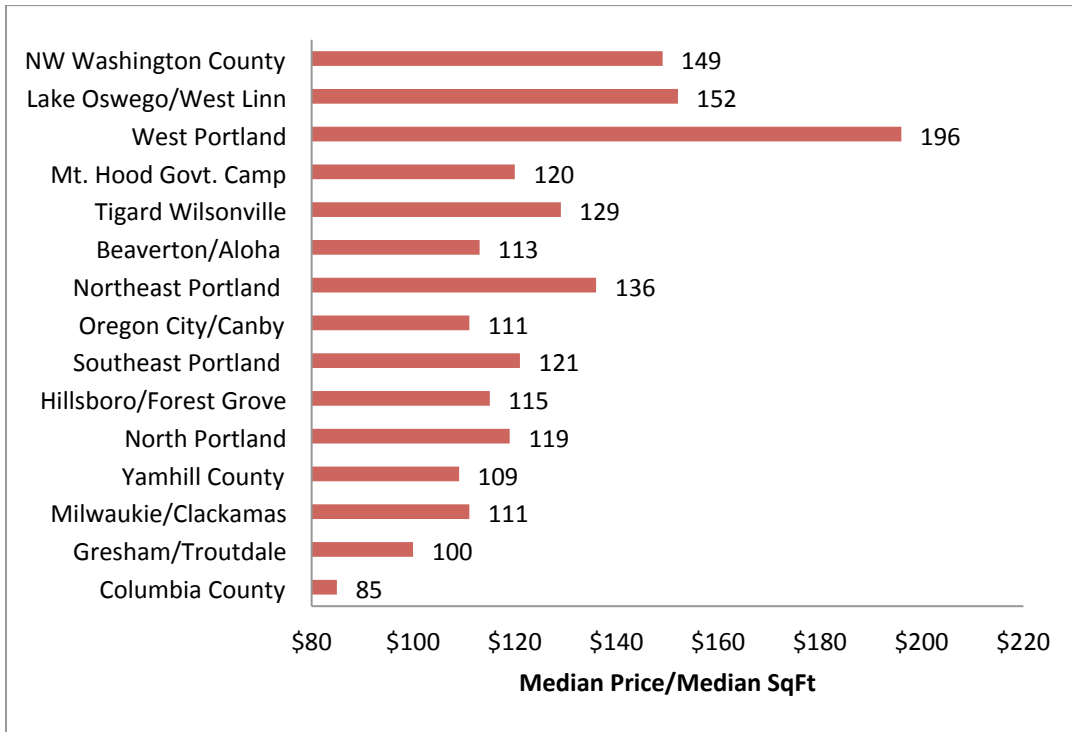 NW Washington County 149
Lake Oswego/West Linn 152
West Portland 196
Mt. Hood Govt. Camp 120
Tigard Wilsonville 129
Beaverton/Aloha 113
Northeast Portland 136
Oregon City/Canby 111
Southeast Portland 121
Hillsboro/Forest Grove 115
North Portland 119
Yamhill County 109
Milwaukie/Clackamas 111
Gresham/Troutdale 100
Columbia County 85
$80 $100 $120 $140 $160 $180 $200 $220
Median Price/Median SqFt